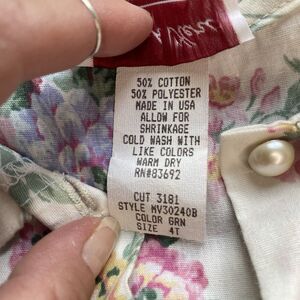 50% COTTON
50% POLYESTER
MADE IN USA
ALLOW FOR
SHRINKAGE
COLD WASH WITH
LIKE COLORS
WARM DRY
RN#83692
CUT 3181
STYLE MV30240B
COLOR GRN
SIZE 4T